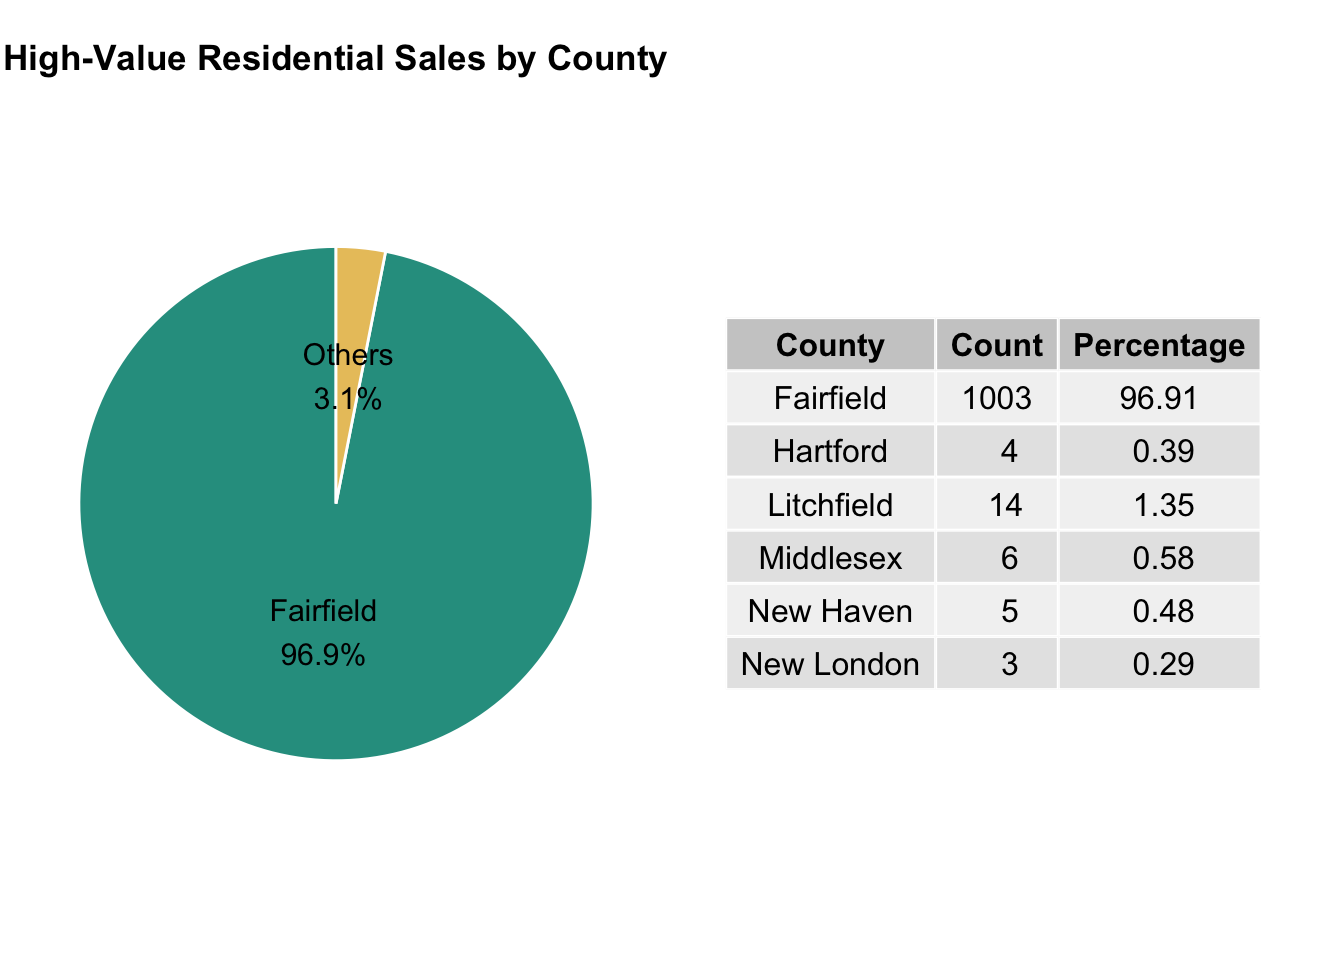 High-Value Residential Sales by County
Others
3.1%
Fairfield
96.9%
County Count Percentage
Fairfield 1003 96.91
Hartford 4 0.39
Litchfield 14 1.35
Middlesex 6 0.58
New Haven 5 0.48
New London 3 0.29